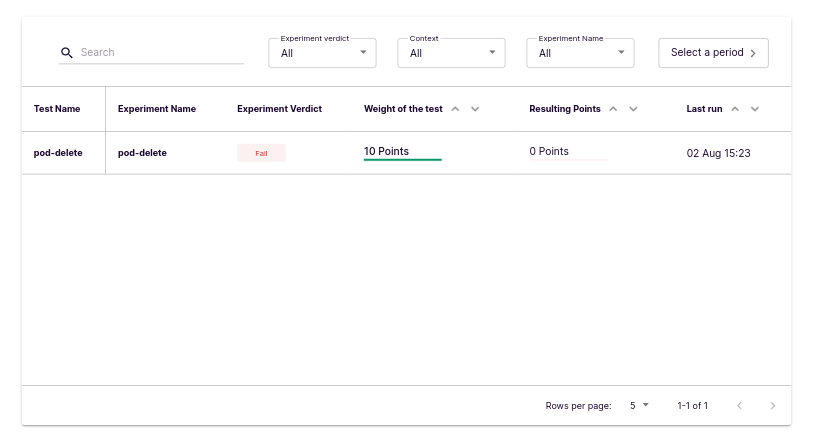 Search
Experiment verdict
All
Context
All
Experiment Name
All
Select a period
Test Name Experiment Name Experiment Verdict Weight of the test Resulting Points Last run
pod-delete pod-delete Fail 10 Points 0 Points 02 Aug 15:23
Rows per page: 5 1-1 of 1